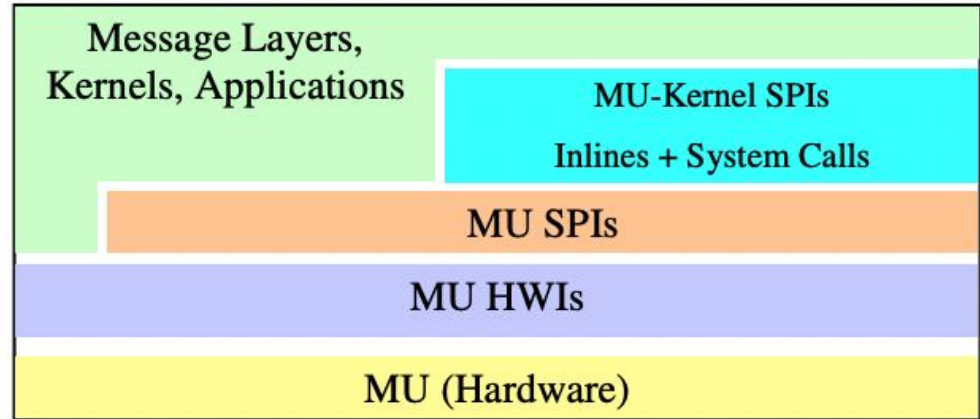 Message Layers,
Kernels, Applications
MU-Kernel SPIs
Inlines + System Calls
MU SPIs
MU HWIs
MU (Hardware)